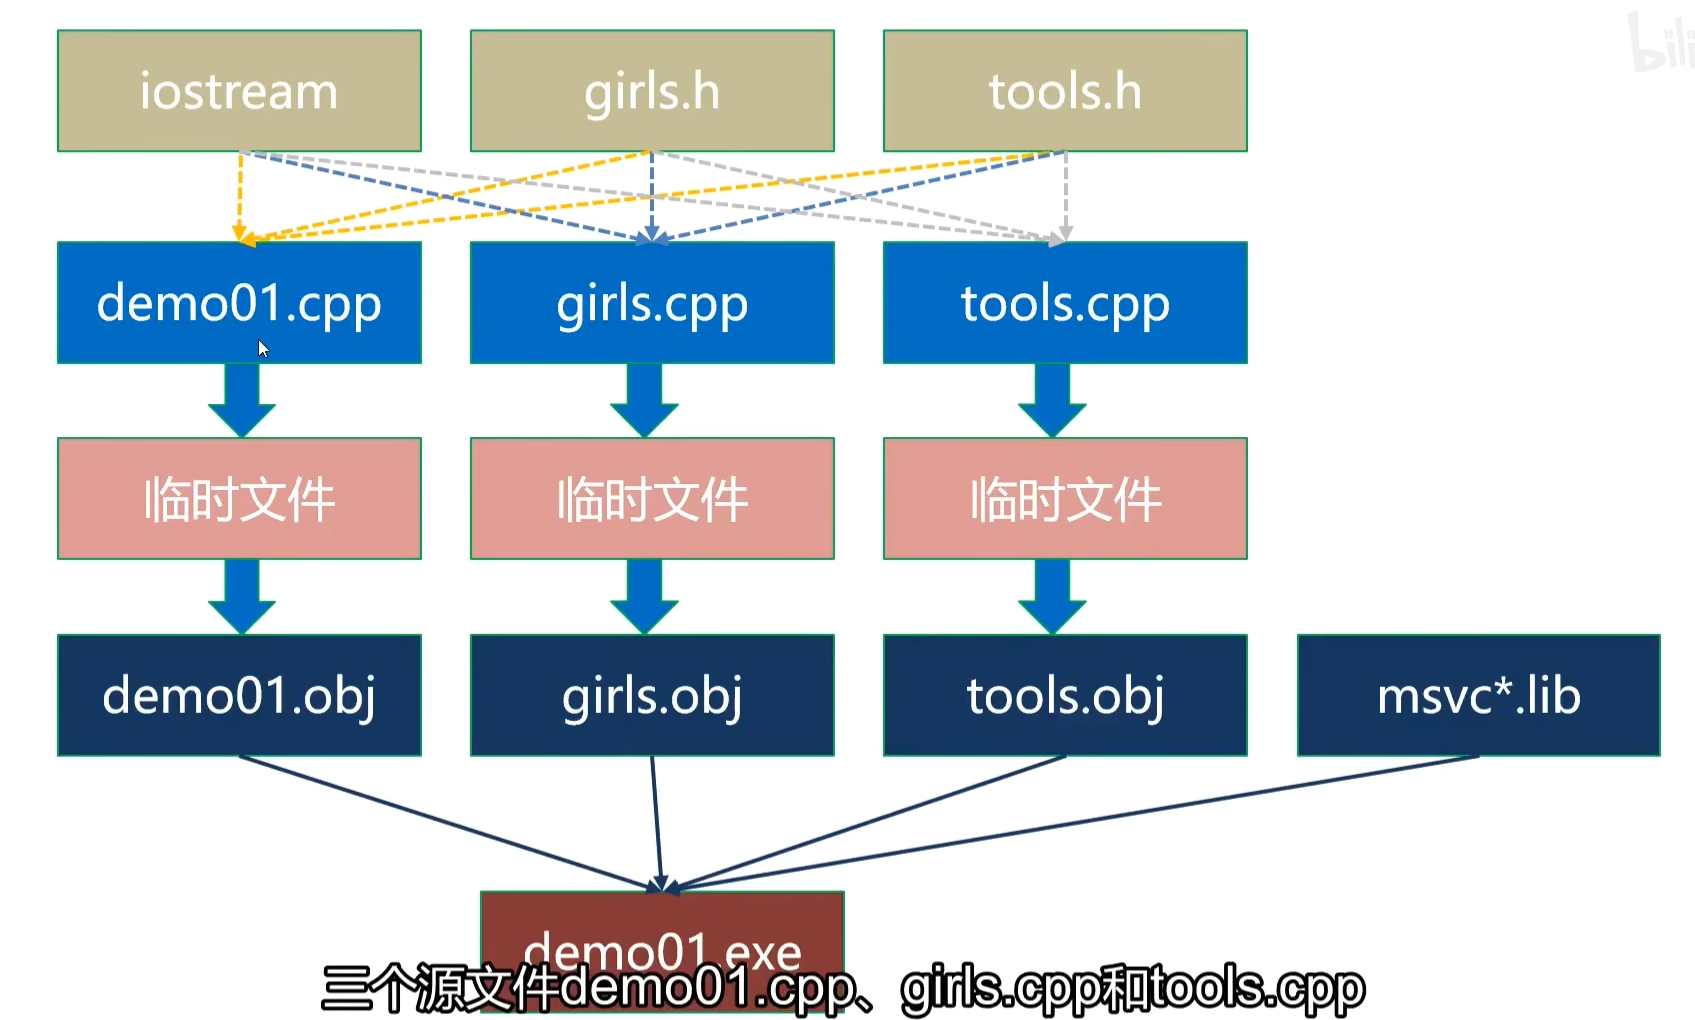 iostream
girls.h
tools.h
demo01.cpp
girls.cpp
tools.cpp
临时文件
临时文件
临时文件
demo01.obj
girls.obj
tools.obj
msvc*.lib
demo01.exe
三个源文件demo01.cpp、girls.cpp和tools.cpp